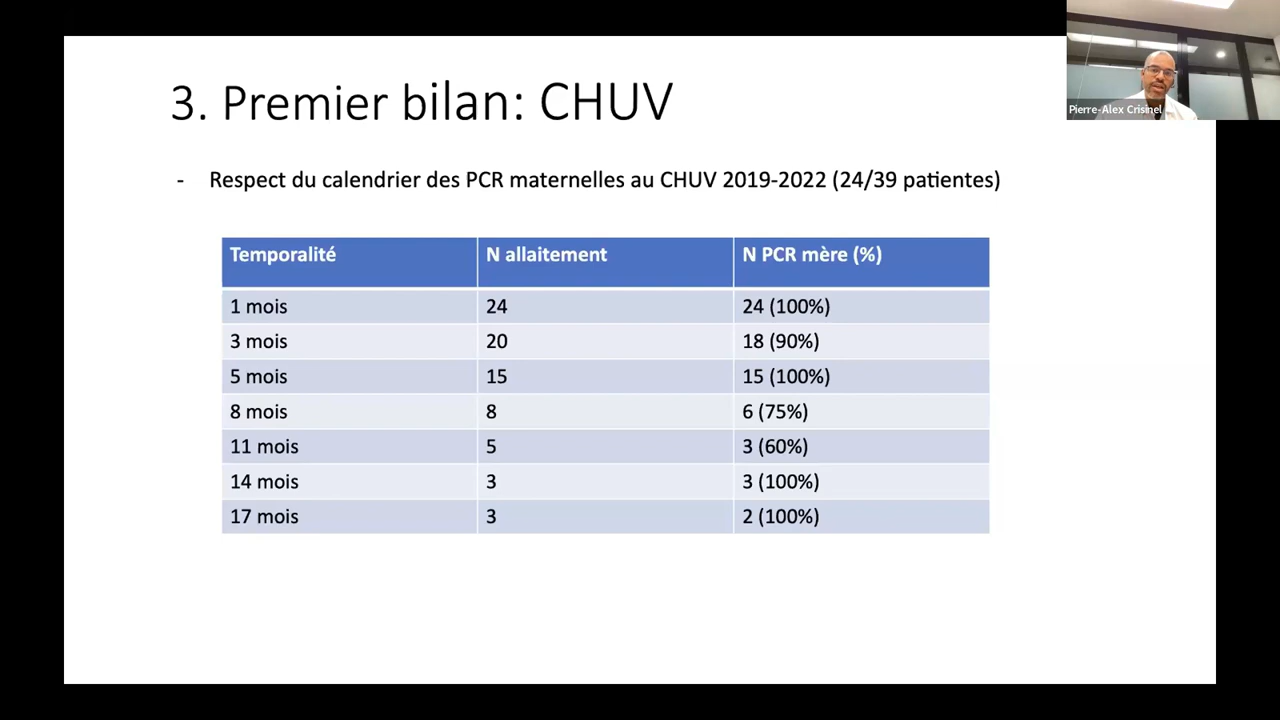 3. Premier bilan: CHUV
Pierre-Alex Crisinel
- Respect du calendrier des PCR maternelles au CHUV 2019-2022 (24/39 patientes)
Temporalité N allaitement N PCR mère (%)
1 mois 24 24 (100%)
3 mois 20 18 (90%)
5 mois 15 15 (100%)
8 mois 8 6 (75%)
11 mois 5 3 (60%)
14 mois 3 3 (100%)
17 mois 3 2 (100%)